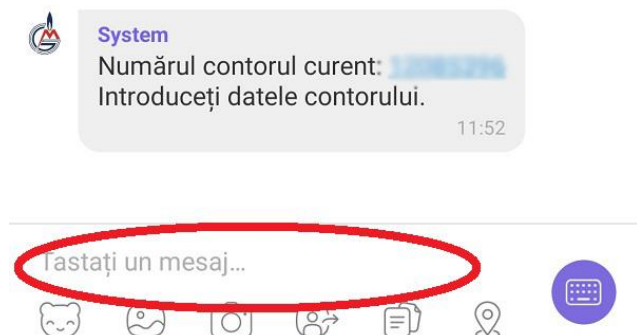 System
Numărul contorul curent:
Introduceți datele contorului.
11:52
Tastați un mesaj...